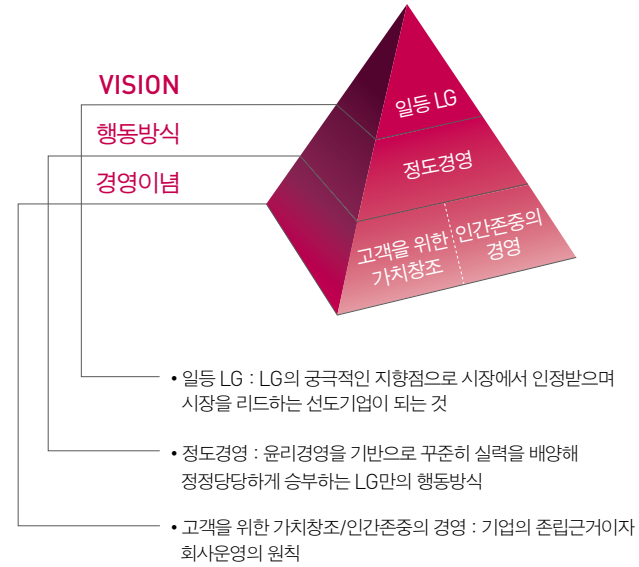 VISION
행동방식
경영이념
일등 LG
정도경영
고객을 위한
가치창조
인간존중의
경영
• 일등 LG : LG의 궁극적인 지향점으로 시장에서 인정받으며
시장을 리드하는 선도기업이 되는 것
• 정도경영 : 윤리경영을 기반으로 꾸준히 실력을 배양해
정정당당하게 승부하는 LG만의 행동방식
• 고객을 위한 가치창조/인간존중의 경영 : 기업의 존립근거이자
회사운영의 원칙